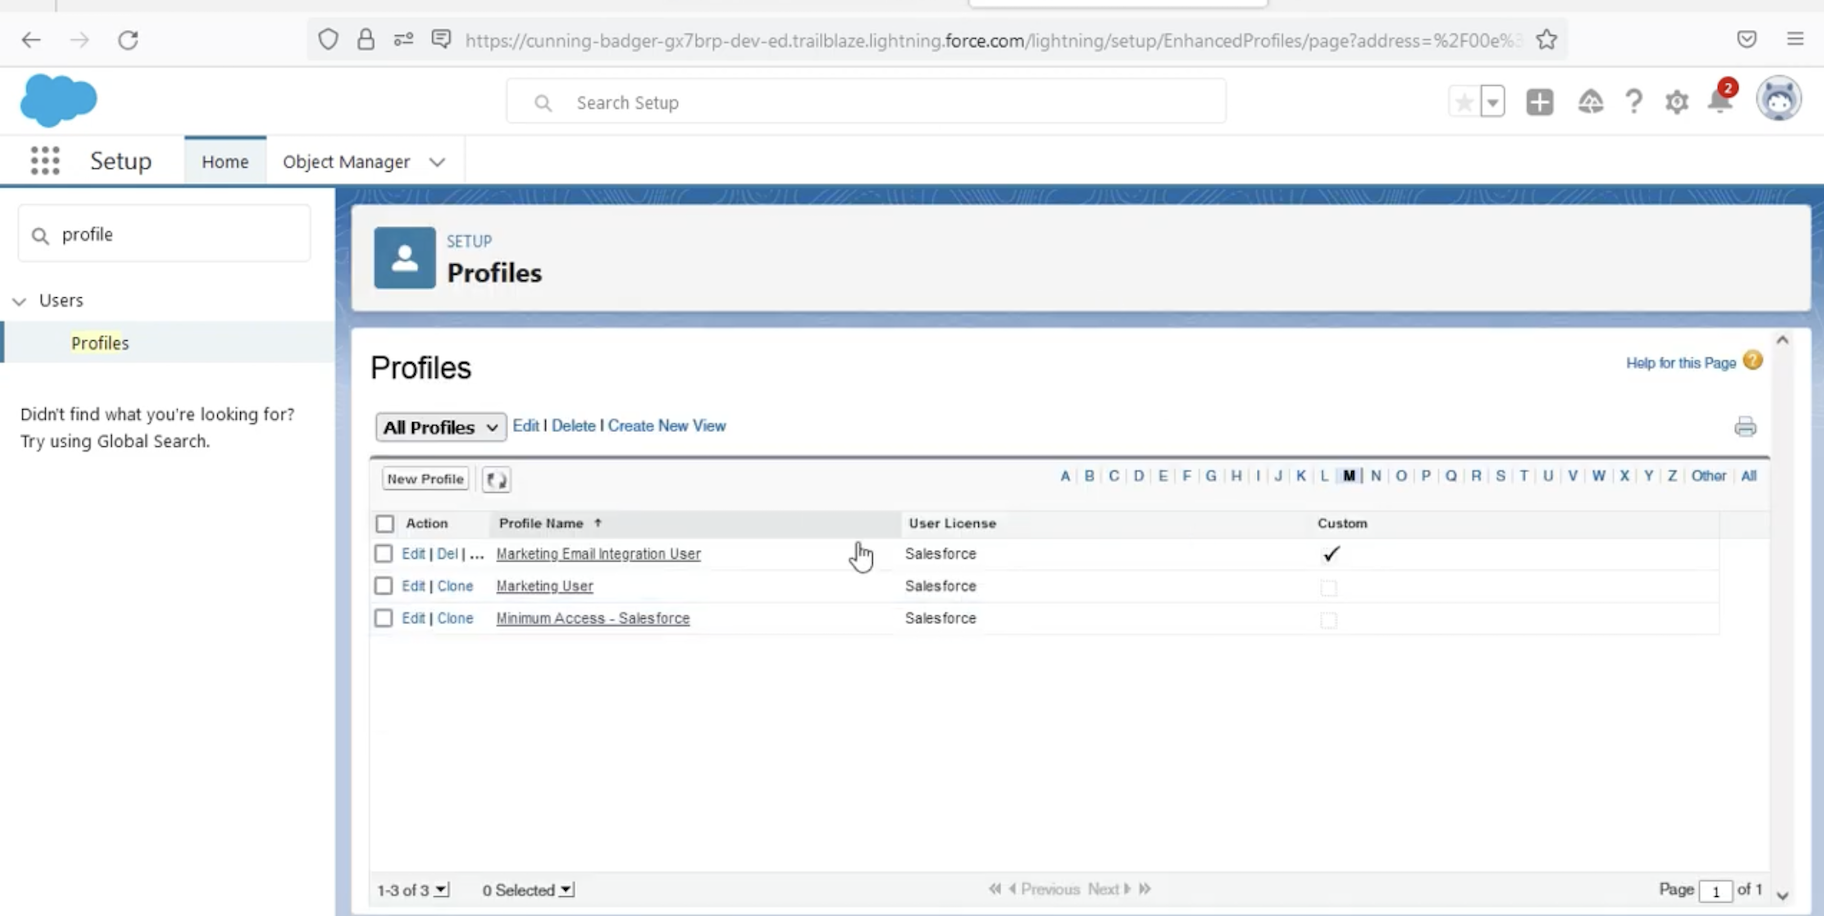 https://cunning-badger-gx7brp-dev-ed.trailblaze.lightning.force.com/lightning/setup/EnhancedProfiles/page?address=%2F00e%3
Search Setup
2
Setup
Home
Object Manager
profile
Users
Profiles
Didn't find what you're looking for?
Try using Global Search.
SETUP
Profiles
Profiles
Help for this Page ?
All Profiles Edit | Delete | Create New View
New Profile
A | B | C | D | E | F | G | H | I | J | K | L | M | N | O | P | Q | R | S | T | U | V | W | X | Y | Z | Other | All
Action Profile Name ↑ User License Custom
Edit | Del | ... Marketing Email Integration User Salesforce ✓
Edit | Clone Marketing User Salesforce
Edit | Clone Minimum Access - Salesforce Salesforce
1-3 of 3 0 Selected Previous Next Page 1 of 1